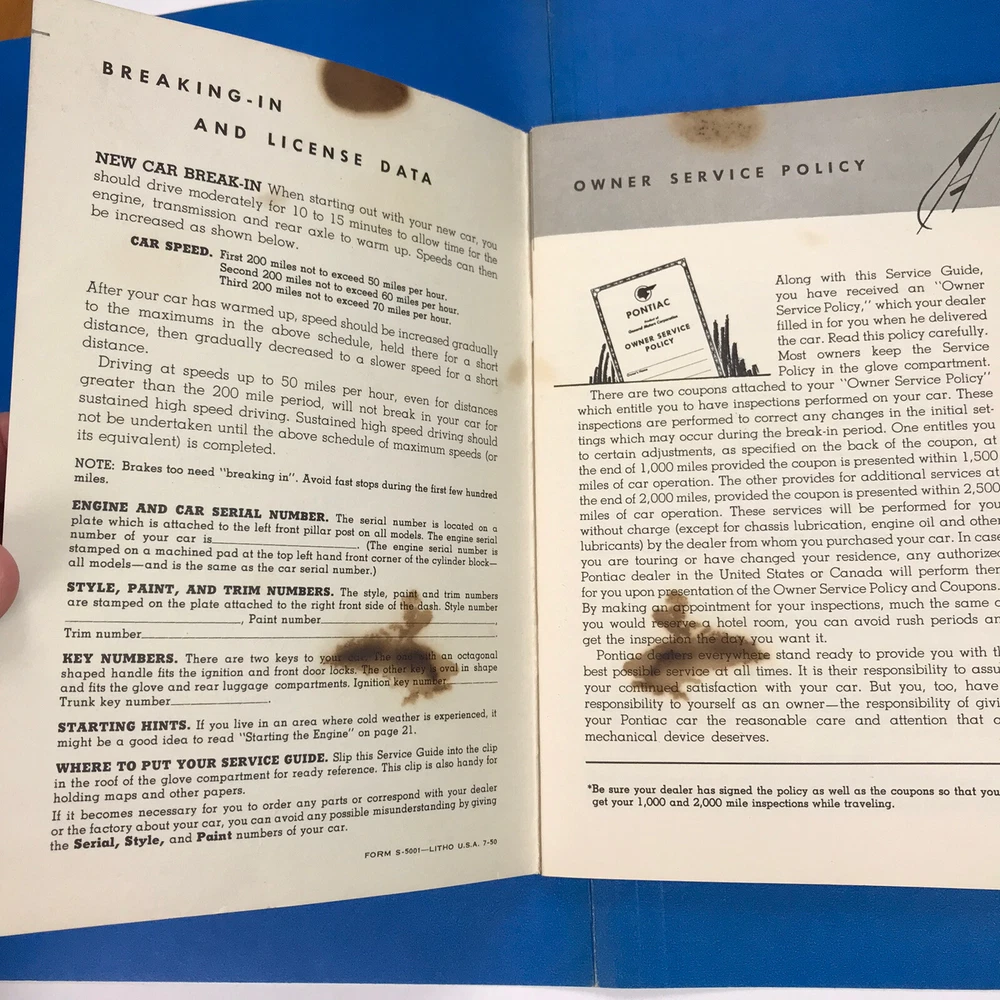 BREAKING-IN
AND LICENSE DATA
NEW CAR BREAK-IN When starting out with your new car, you
should drive moderately for 10 to 15 minutes to allow time for the
engine, transmission and rear axle to warm up. Speeds can then
be increased as shown below.
CAR SPEED. First 200 miles not to exceed 50 miles per hour.
Second 200 miles not to exceed 60 miles per hour.
Third 200 miles not to exceed 70 miles per hour.
After your car has warmed up, speed should be increased gradually
to the maximums in the above schedule, held there for a short
distance, then gradually decreased to a slower speed for a short
distance.
Driving at speeds up to 50 miles per hour, even for distances
greater than the 200 mile period, will not break in your car for
sustained high speed driving. Sustained high speed driving should
not be undertaken until the above schedule of maximum speeds (or
its equivalent) is completed.
NOTE: Brakes too need "breaking in". Avoid fast stops during the first few hundred
miles.
ENGINE AND CAR SERIAL NUMBER. The serial number is located on a
plate which is attached to the left front pillar post on all models. The engine serial
number of your car is____________. (The engine serial number is
stamped on a machined pad at the top left hand front corner of the cylinder block—
all models—and is the same as the car serial number.)
STYLE, PAINT, AND TRIM NUMBERS. The style, paint and trim numbers
are stamped on the plate attached to the right front side of the dash. Style number
____________, Paint number____________,
Trim number____________
KEY NUMBERS. There are two keys to your car. The one with an octagonal
shaped handle fits the ignition and front door locks. The other key is oval in shape
and fits the glove and rear luggage compartments. Ignition key number____________
Trunk key number____________.
STARTING HINTS. If you live in an area where cold weather is experienced, it
might be a good idea to read "Starting the Engine" on page 21.
WHERE TO PUT YOUR SERVICE GUIDE. Slip this Service Guide into the clip
in the roof of the glove compartment for ready reference. This clip is also handy for
holding maps and other papers.
If it becomes necessary for you to order any parts or correspond with your dealer
or the factory about your car, you can avoid any possible misunderstanding by giving
the Serial, Style, and Paint numbers of your car.
FORM S-5001—LITHO U.S.A. 7-50
OWNER SERVICE POLICY
PONTIAC
General Motors Corporation
OWNER SERVICE
POLICY
Along with this Service Guide,
you have received an "Owner
Service Policy," which your dealer
filled in for you when he delivered
the car. Read this policy carefully.
Most owners keep the Service
Policy in the glove compartment.
There are two coupons attached to your "Owner Service Policy"
which entitle you to have inspections performed on your car. These
inspections are performed to correct any changes in the initial set-
tings which may occur during the break-in period. One entitles you
to certain adjustments, as specified on the back of the coupon, at
the end of 1,000 miles provided the coupon is presented within 1,500
miles of car operation. The other provides for additional services at
the end of 2,000 miles, provided the coupon is presented within 2,500
miles of car operation. These services will be performed for you
without charge (except for chassis lubrication, engine oil and other
lubricants) by the dealer from whom you purchased your car. In case
you are touring or have changed your residence, any authorize
Pontiac dealer in the United States or Canada will perform ther
for you upon presentation of the Owner Service Policy and Coupons.
By making an appointment for your inspections, much the same a
you would reserve a hotel room, you can avoid rush periods an
get the inspection the day you want it.
Pontiac dealers everywhere stand ready to provide you with th
best possible service at all times. It is their responsibility to assu
your continued satisfaction with your car. But you, too, have
responsibility to yourself as an owner—the responsibility of givi
your Pontiac car the reasonable care and attention that a
mechanical device deserves.
*Be sure your dealer has signed the policy as well as the coupons so that you
get your 1,000 and 2,000 mile inspections while traveling.